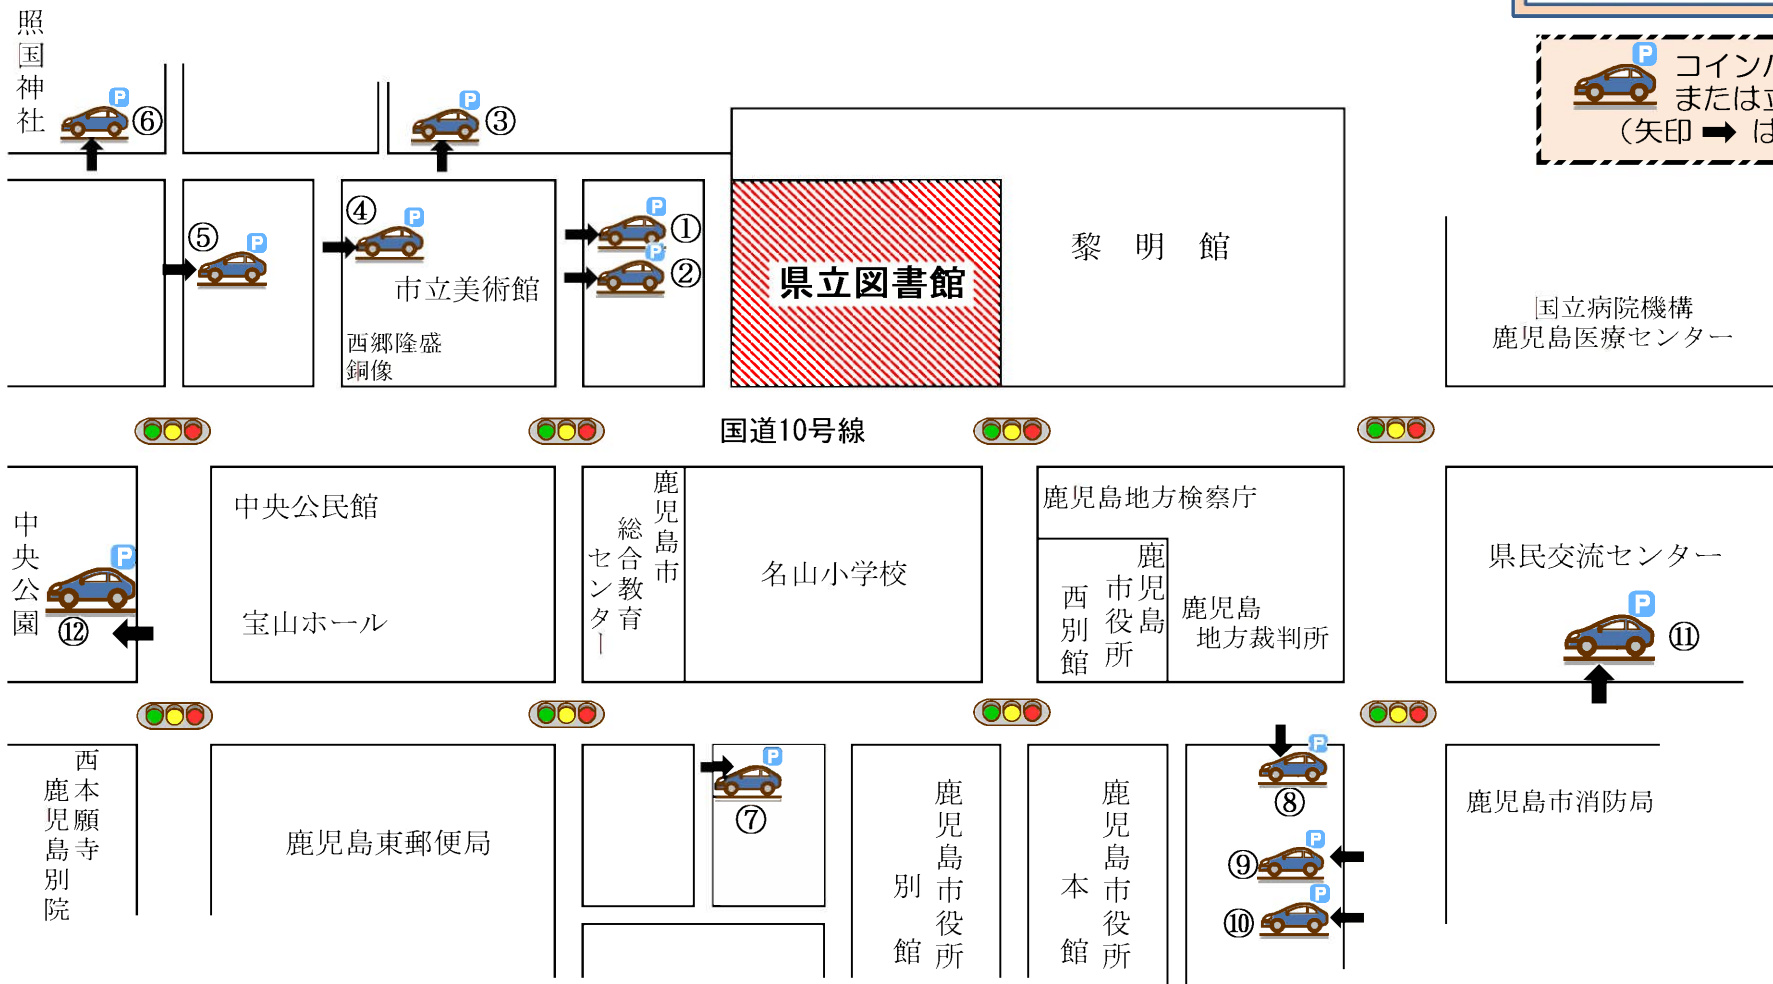 照国神社
P
⑥
P
③
P
コインパ
または立
(矢印 ➡ は
④
P
⑤
P
P
①
P
②
市立美術館
西郷隆盛
銅像
県立図書館
黎明館
国立病院機構
鹿児島医療センター
国道10号線
中央公園
P
⑫
中央公民館
宝山ホール
鹿児島市
総合教育
センター
名山小学校
鹿児島地方検察庁
鹿児島
市役所
西別館
鹿児島
地方裁判所
県民交流センター
P
⑪
西本願寺
鹿児島別院
鹿児島東郵便局
P
⑦
鹿児島市役所
別館
鹿児島市役所
本館
P
⑧
P
⑨
P
⑩
鹿児島市消防局